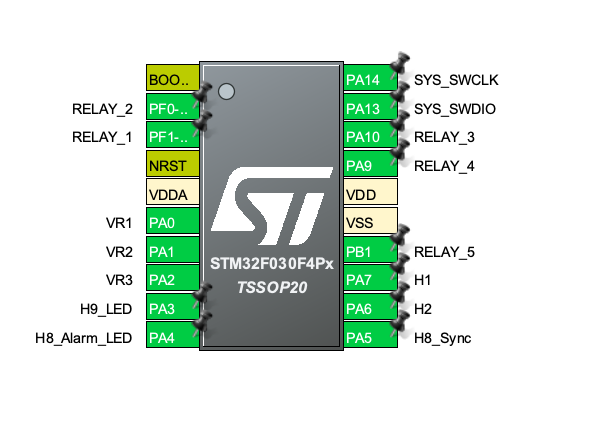 BOO.. PA14 SYS_SWCLK
RELAY_2 PF0-.. PA13 SYS_SWDIO
RELAY_1 PF1-.. PA10 RELAY_3
NRST PA9 RELAY_4
VDDA VDD
VR1 PA0 VSS
VR2 PA1 PB1 RELAY_5
STM32F030F4Px
VR3 PA2 PA7 H1
TSSOP20
H9_LED PA3 PA6 H2
H8_Alarm_LED PA4 PA5 H8_Sync